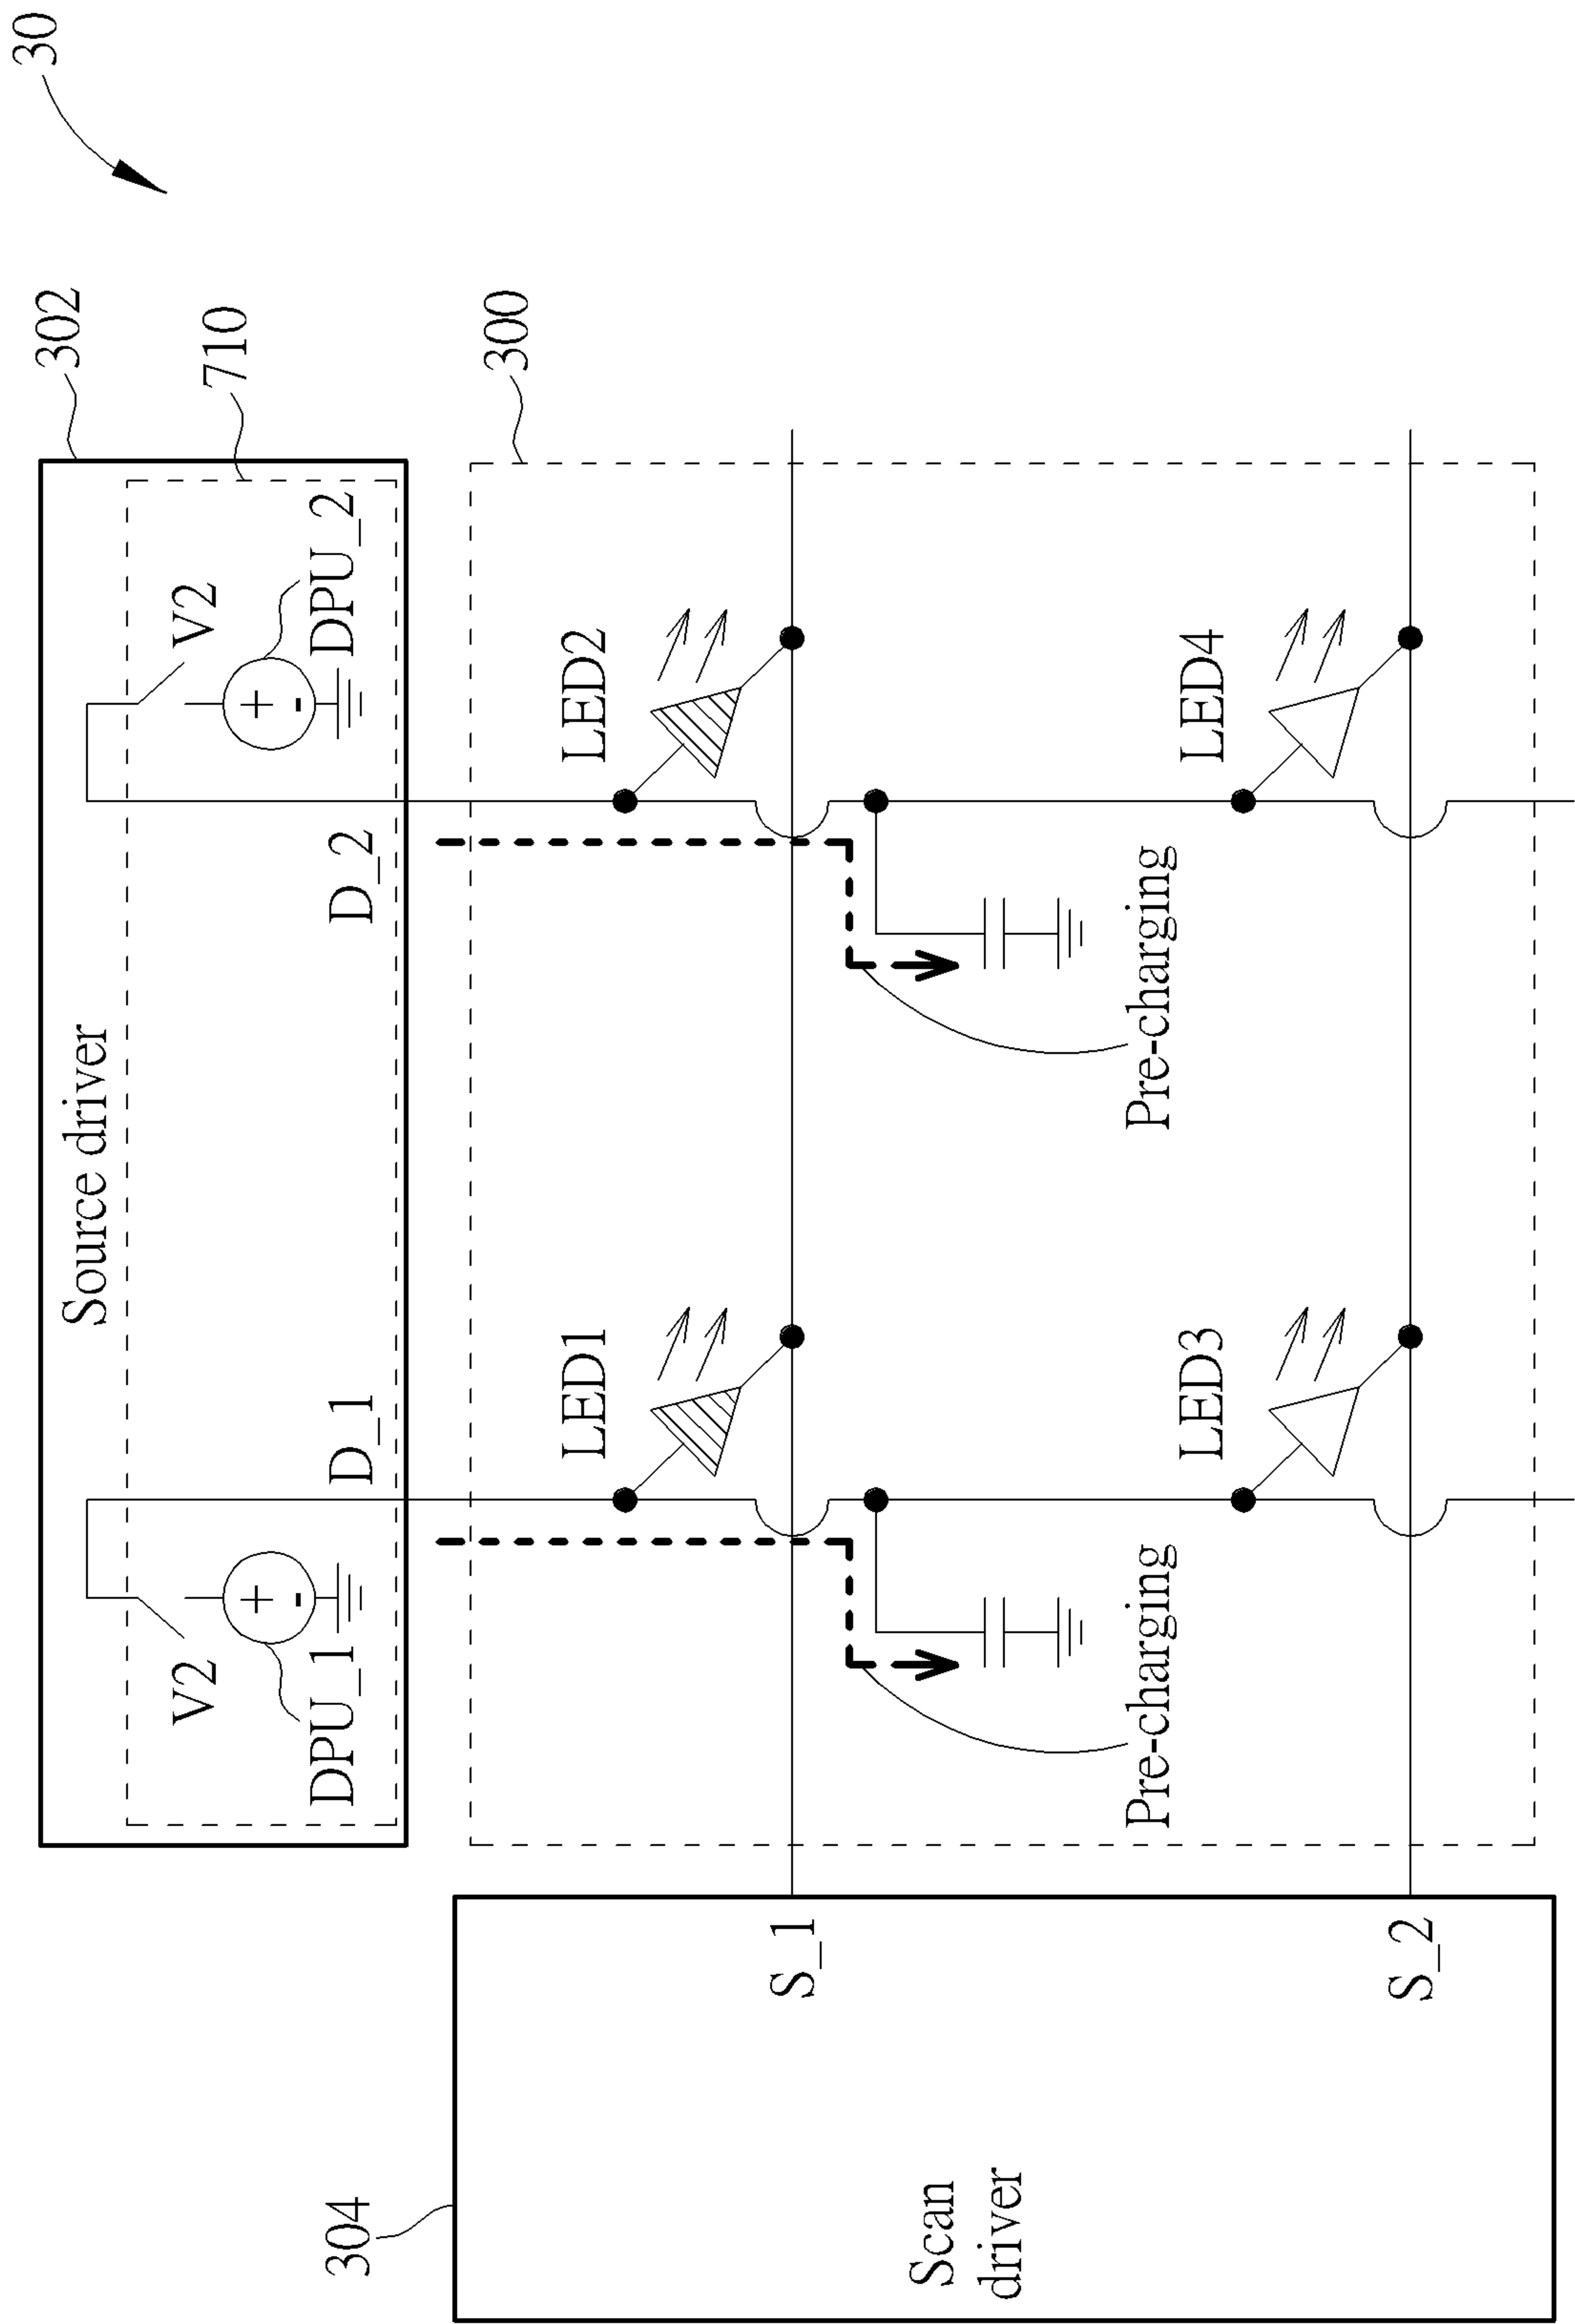 30
302
710
300
Source driver
V2
DPU_1
D_1
D_2
V2
DPU_2
+
-
+
-
LED1
LED2
Pre-charging
Pre-charging
LED3
LED4
304
Scan
driver
S_1
S_2